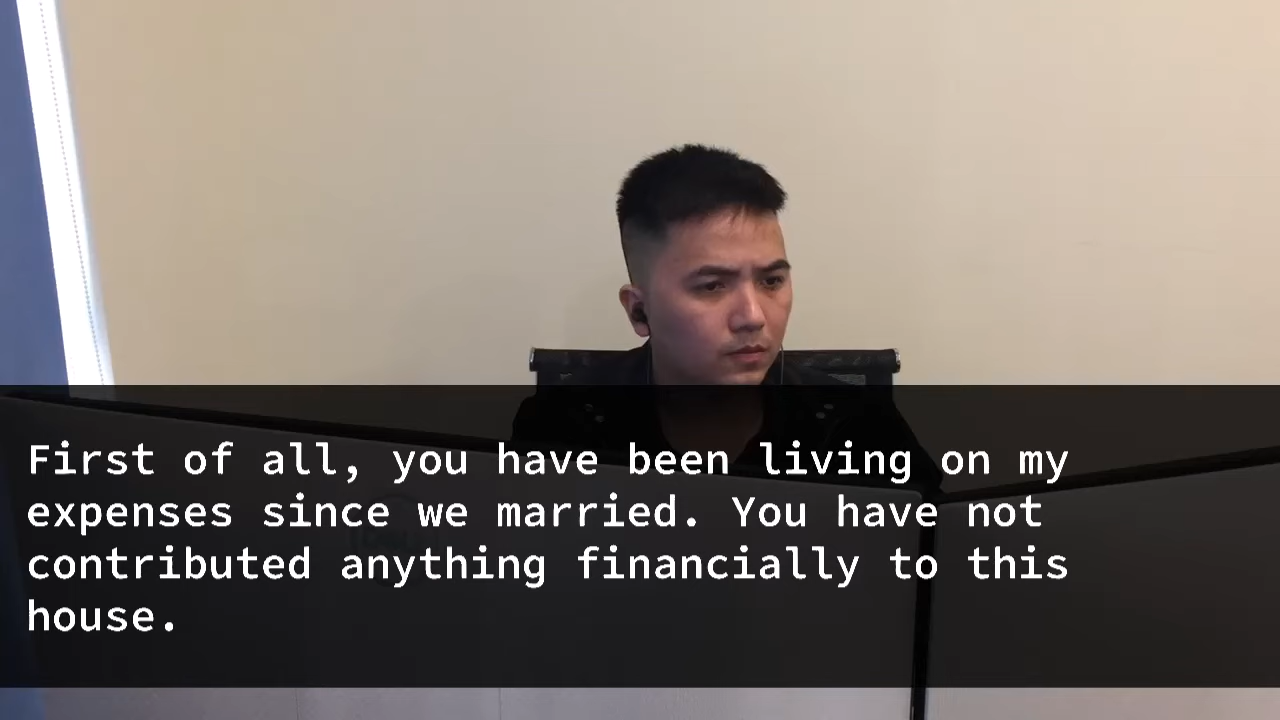 First of all, you have been living on my
expenses since we married. You have not
contributed anything financially to this
house.